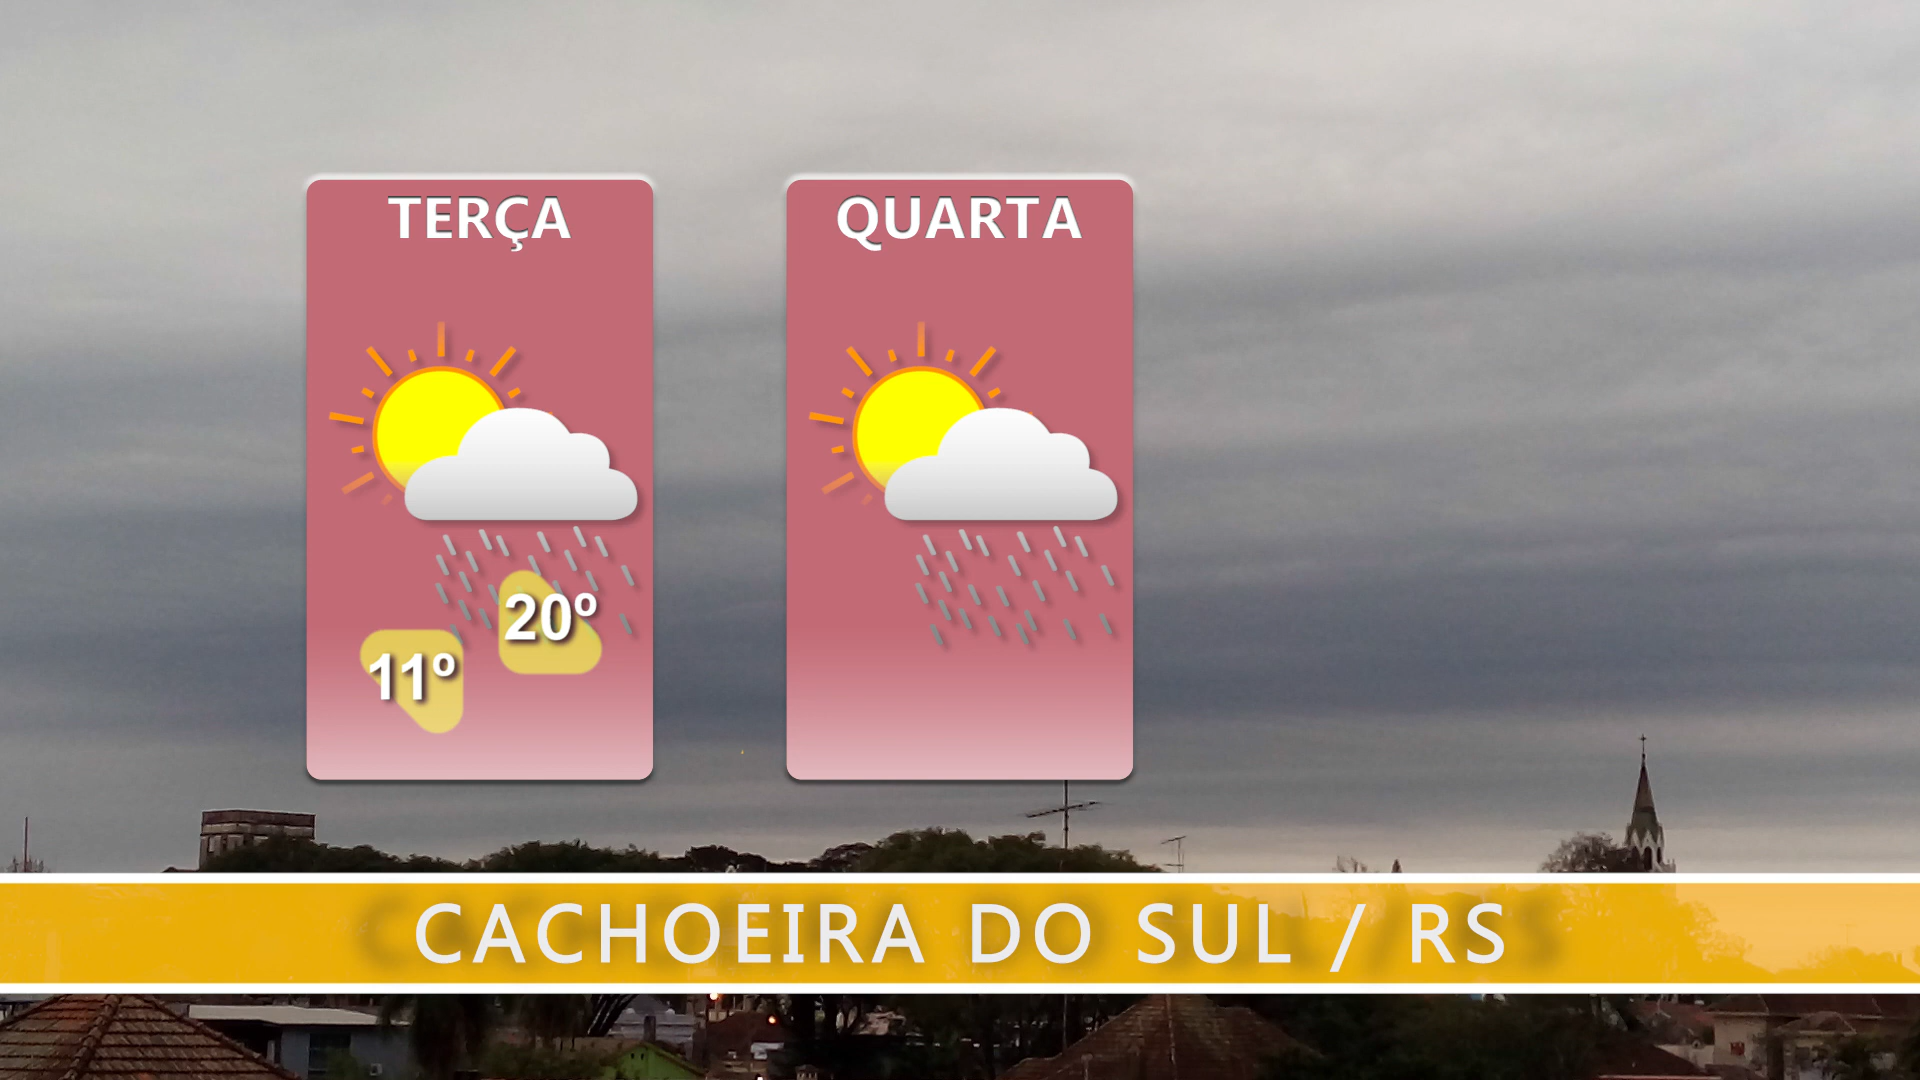 TERÇA
QUARTA
20º
11º
CACHOEIRA DO SUL / RS